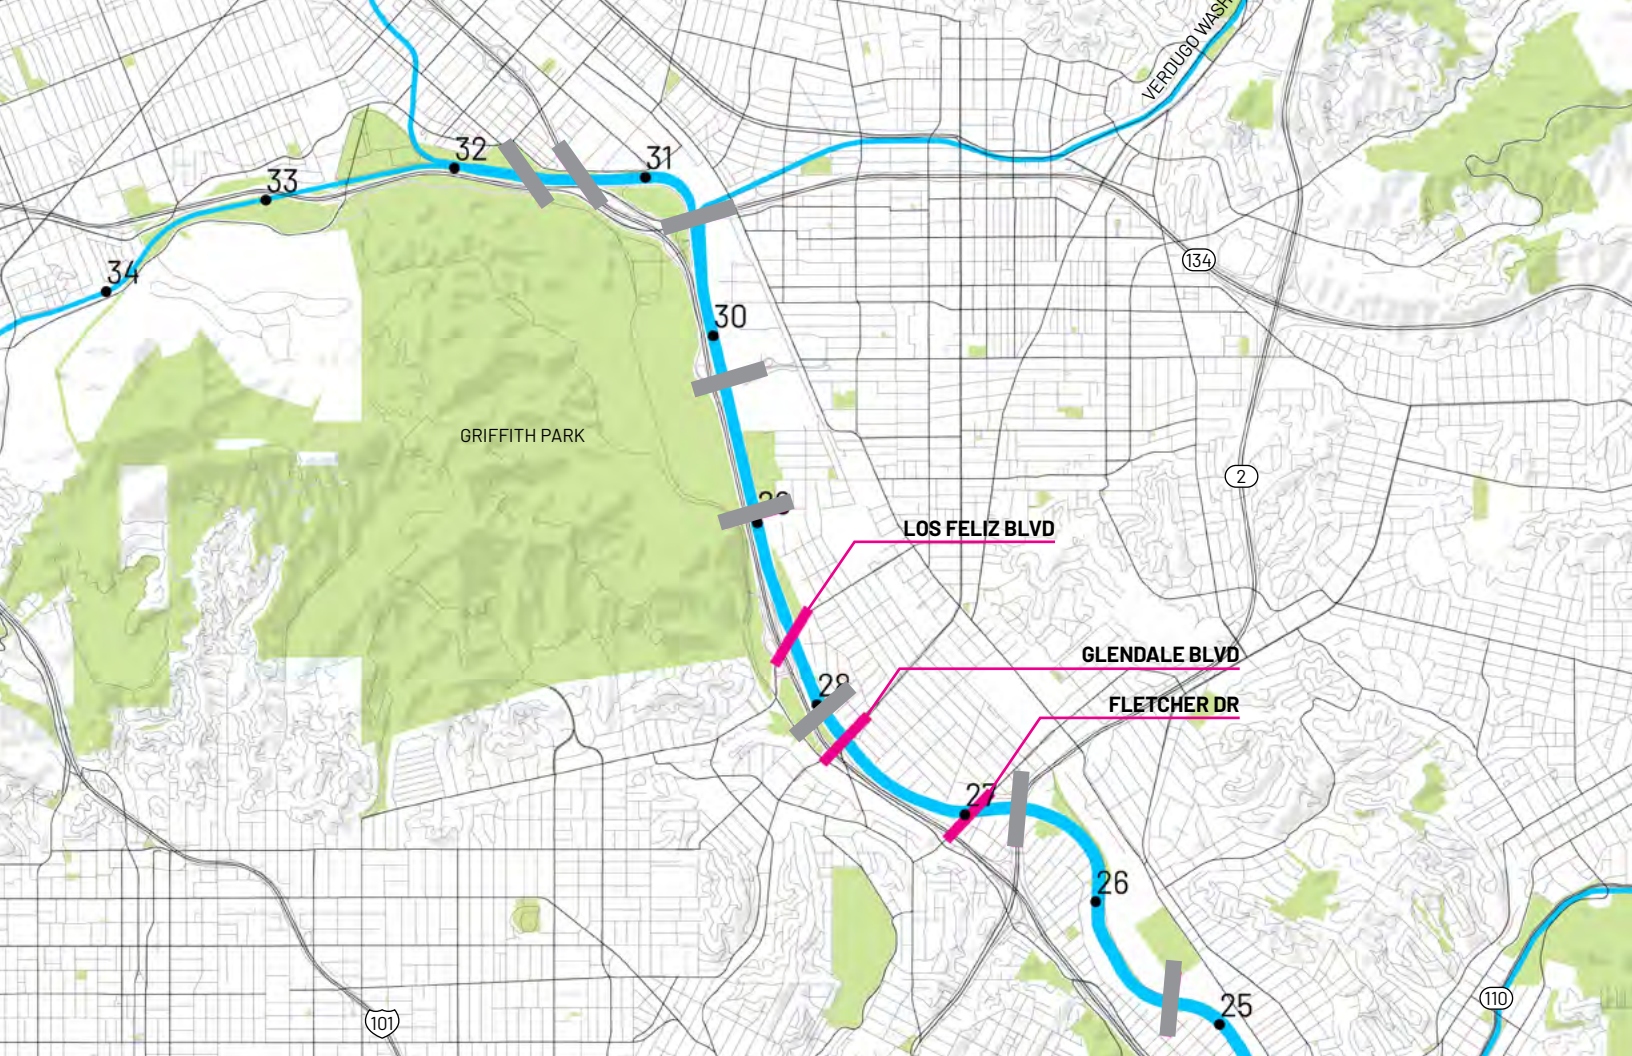 VERDUGO WASH
32
31
33
134
34
30
GRIFFITH PARK
2
LOS FELIZ BLVD
GLENDALE BLVD
28
FLETCHER DR
27
26
25
110
101